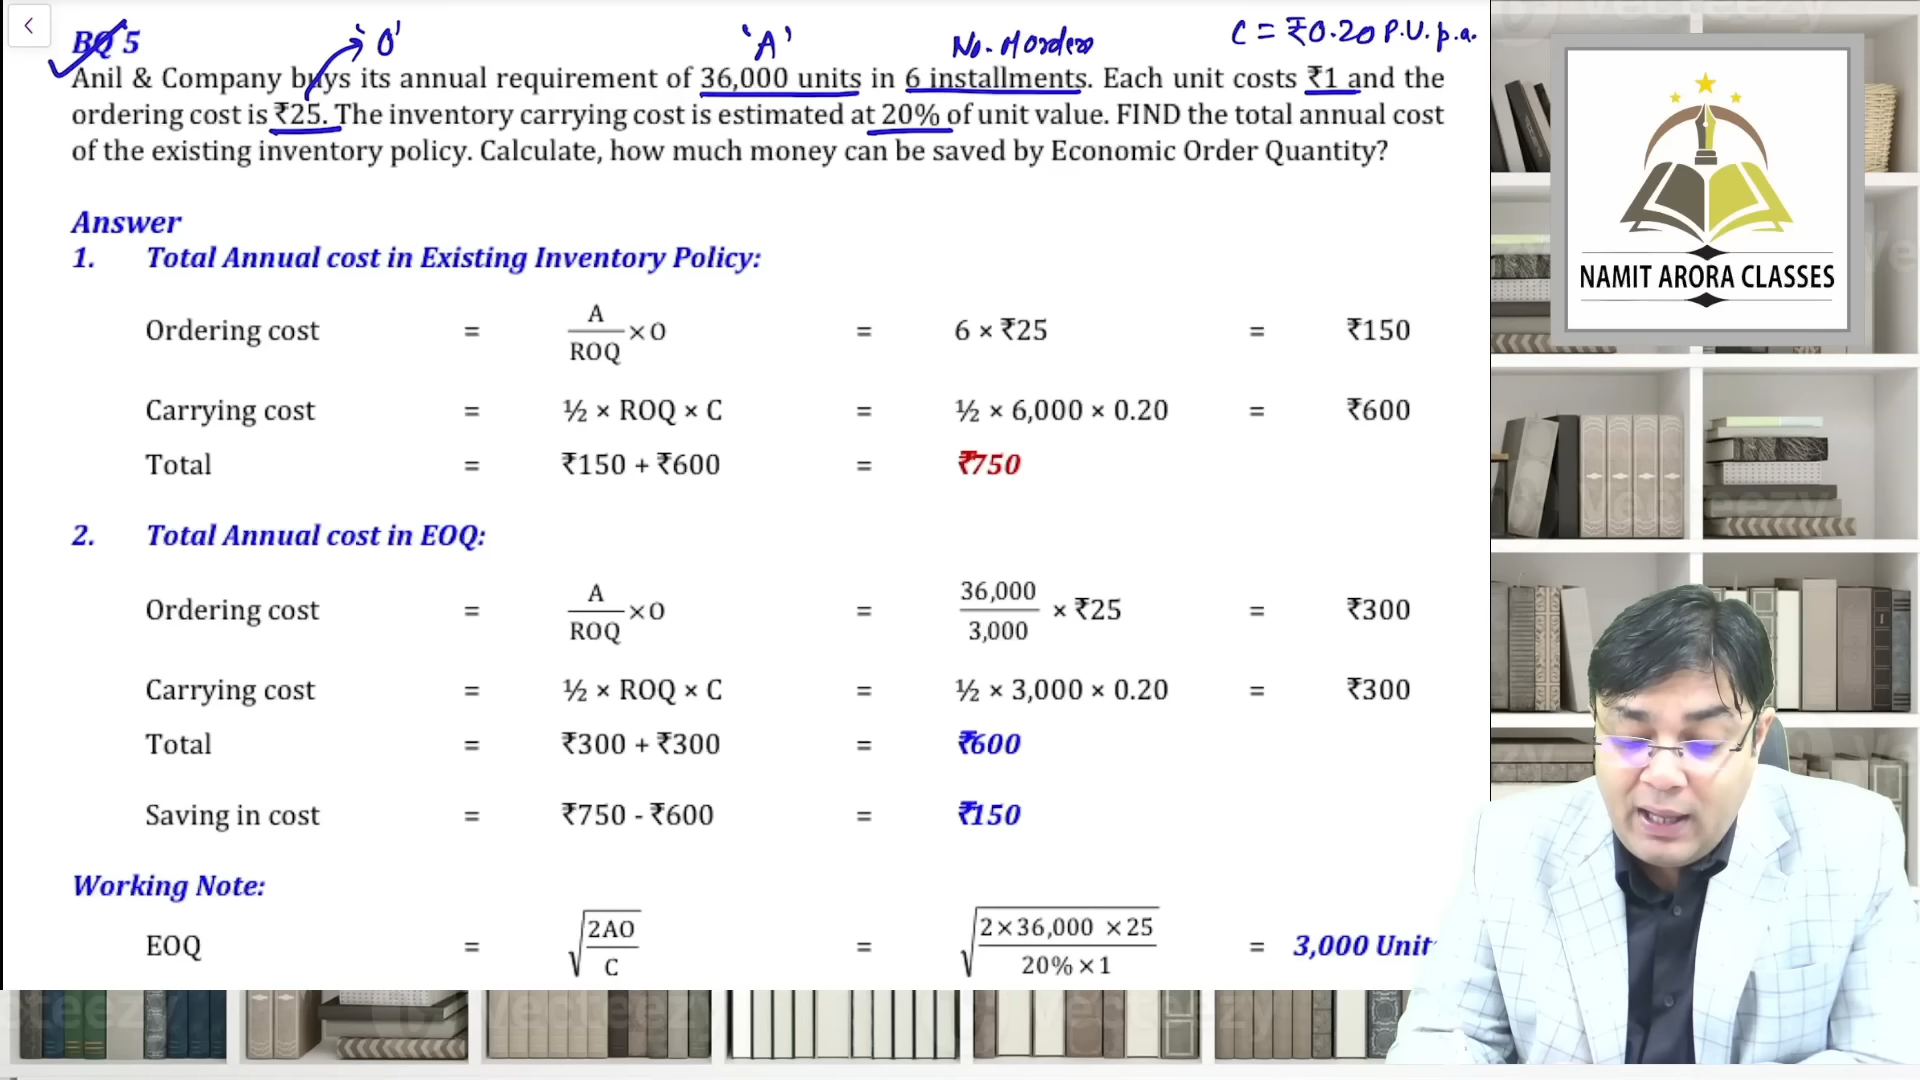 BQ 5
'O'
'A'
No. of orders
C = ₹0.20 P.U. p.a.
Anil & Company buys its annual requirement of 36,000 units in 6 installments. Each unit costs ₹1 and the
ordering cost is ₹25. The inventory carrying cost is estimated at 20% of unit value. FIND the total annual cost
of the existing inventory policy. Calculate, how much money can be saved by Economic Order Quantity?
Answer
1. Total Annual cost in Existing Inventory Policy:
Ordering cost = A/ROQ × O = 6 × ₹25 = ₹150
Carrying cost = ½ × ROQ × C = ½ × 6,000 × 0.20 = ₹600
Total = ₹150 + ₹600 = ₹750
2. Total Annual cost in EOQ:
Ordering cost = A/ROQ × O = 36,000/3,000 × ₹25 = ₹300
Carrying cost = ½ × ROQ × C = ½ × 3,000 × 0.20 = ₹300
Total = ₹300 + ₹300 = ₹600
Saving in cost = ₹750 - ₹600 = ₹150
Working Note:
EOQ = √(2AO/C) = √(2×36,000 ×25/20% ×1) = 3,000 Unit
NAMIT ARORA CLASSES